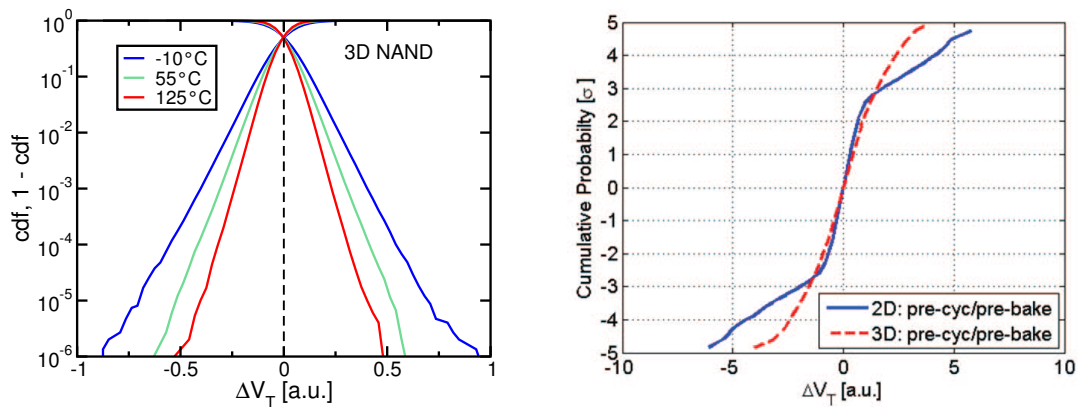 3D NAND
-10°C
55°C
125°C
10^0
10^-1
10^-2
10^-3
10^-4
10^-5
10^-6
cdf, 1 - cdf
-1
-0.5
0
0.5
1
ΔV_T [a.u.]
5
4
3
2
1
0
-1
-2
-3
-4
-5
Cumulative Probabilty [σ]
2D: pre-cyc/pre-bake
3D: pre-cyc/pre-bake
-10
-5
0
5
10
ΔV_T [a.u.]